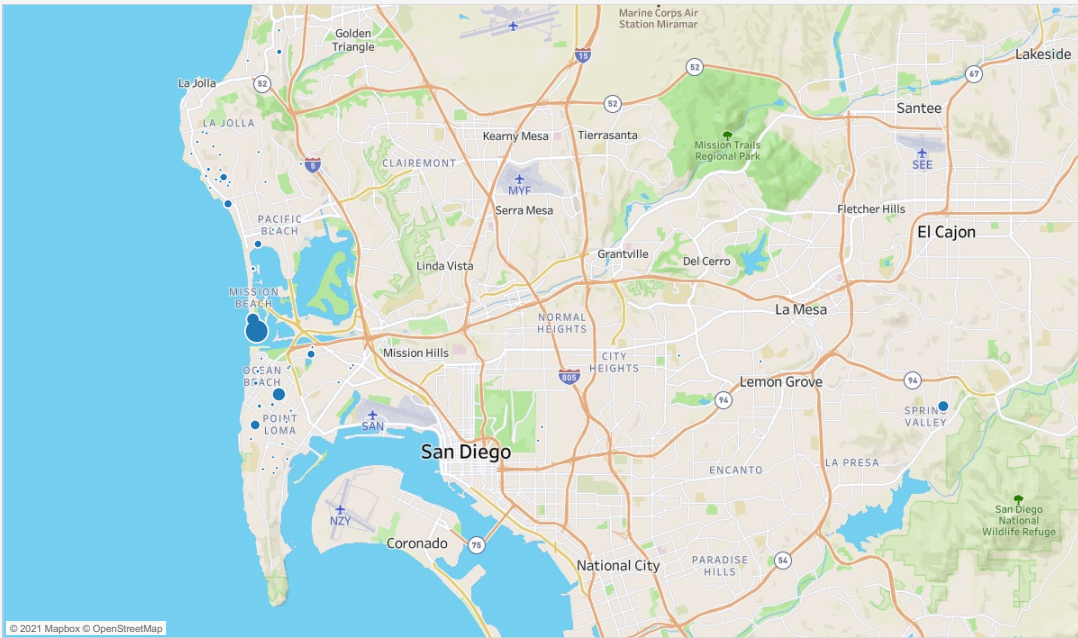 Marine Corps Air
Station Miramar
Golden
Triangle
15
Lakeside
52
67
La Jolla
52
52
Santee
LA JOLLA
Kearny Mesa
Tierrasanta
Mission Trails
Regional Park
5
CLAIREMONT
SEE
MYF
Serra Mesa
Fletcher Hills
PACIFIC
BEACH
El Cajon
Grantville
Del Cerro
Linda Vista
MISSION
BEACH
La Mesa
NORMAL
HEIGHTS
Mission Hills
CITY
HEIGHTS
OCEAN
BEACH
805
Lemon Grove
94
94
SPRING
VALLEY
POINT
LOMA
SAN
San Diego
LA PRESA
ENCANTO
San Diego
National
Wildlife Refuge
NZY
Coronado
75
National City
PARADISE
HILLS
54
© 2021 Mapbox © OpenStreetMap